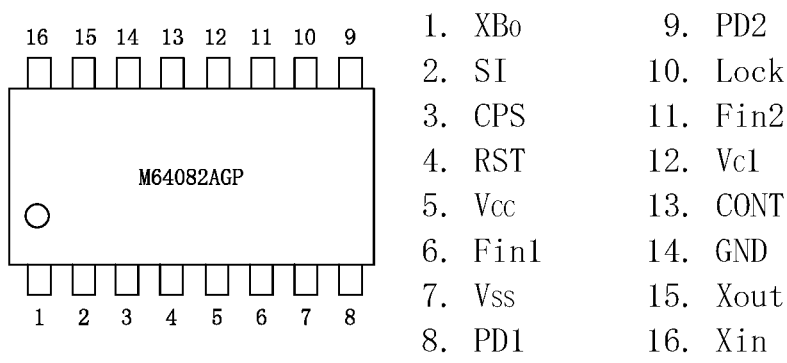 16 15 14 13 12 11 10 9
M64082AGP
1 2 3 4 5 6 7 8
1. XBo
2. SI
3. CPS
4. RST
5. Vcc
6. Fin1
7. Vss
8. PD1
9. PD2
10. Lock
11. Fin2
12. Vc1
13. CONT
14. GND
15. Xout
16. Xin